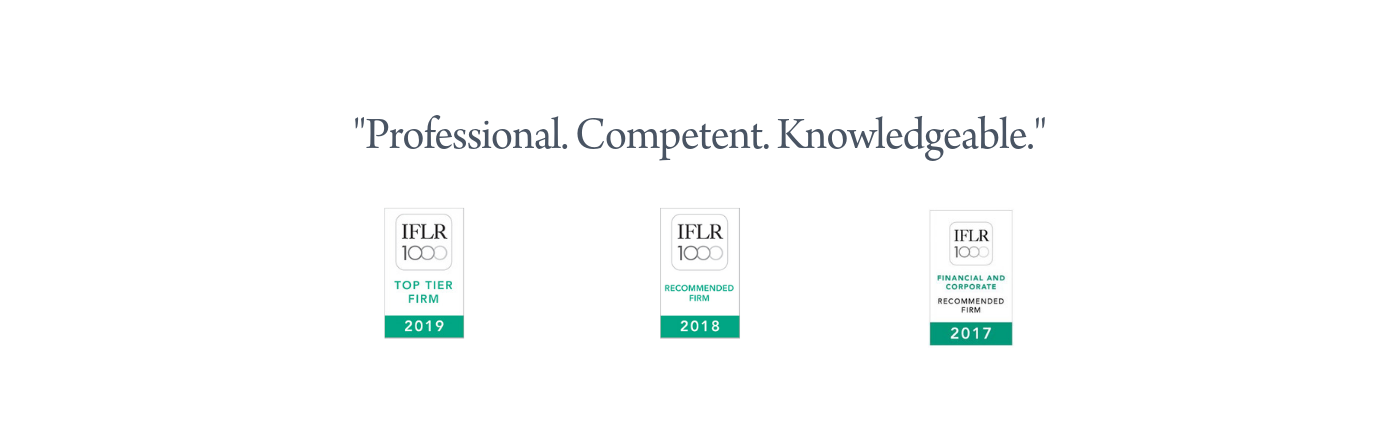 "Professional. Competent. Knowledgeable."
IFLR
1000
TOP TIER
FIRM
2019
IFLR
1000
RECOMMENDED
FIRM
2018
IFLR
1000
FINANCIAL AND
CORPORATE
RECOMMENDED
FIRM
2017